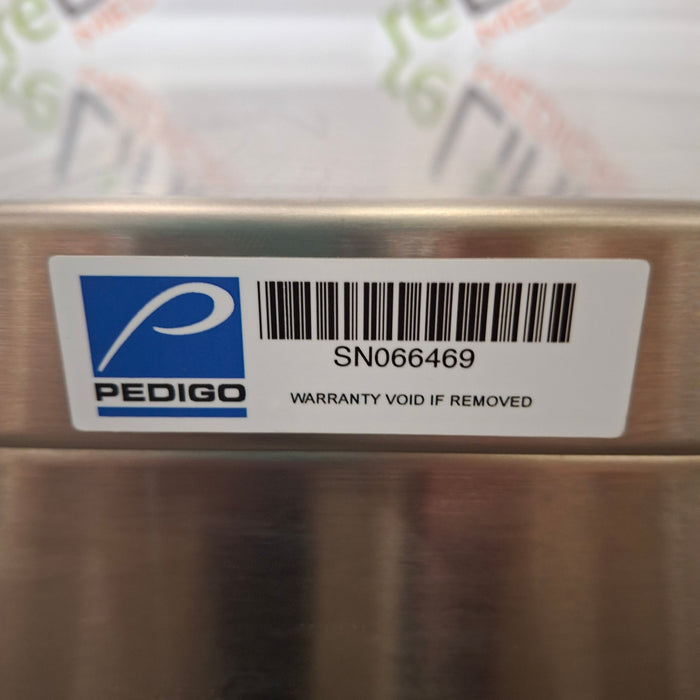 PEDIGO
SN066469
WARRANTY VOID IF REMOVED